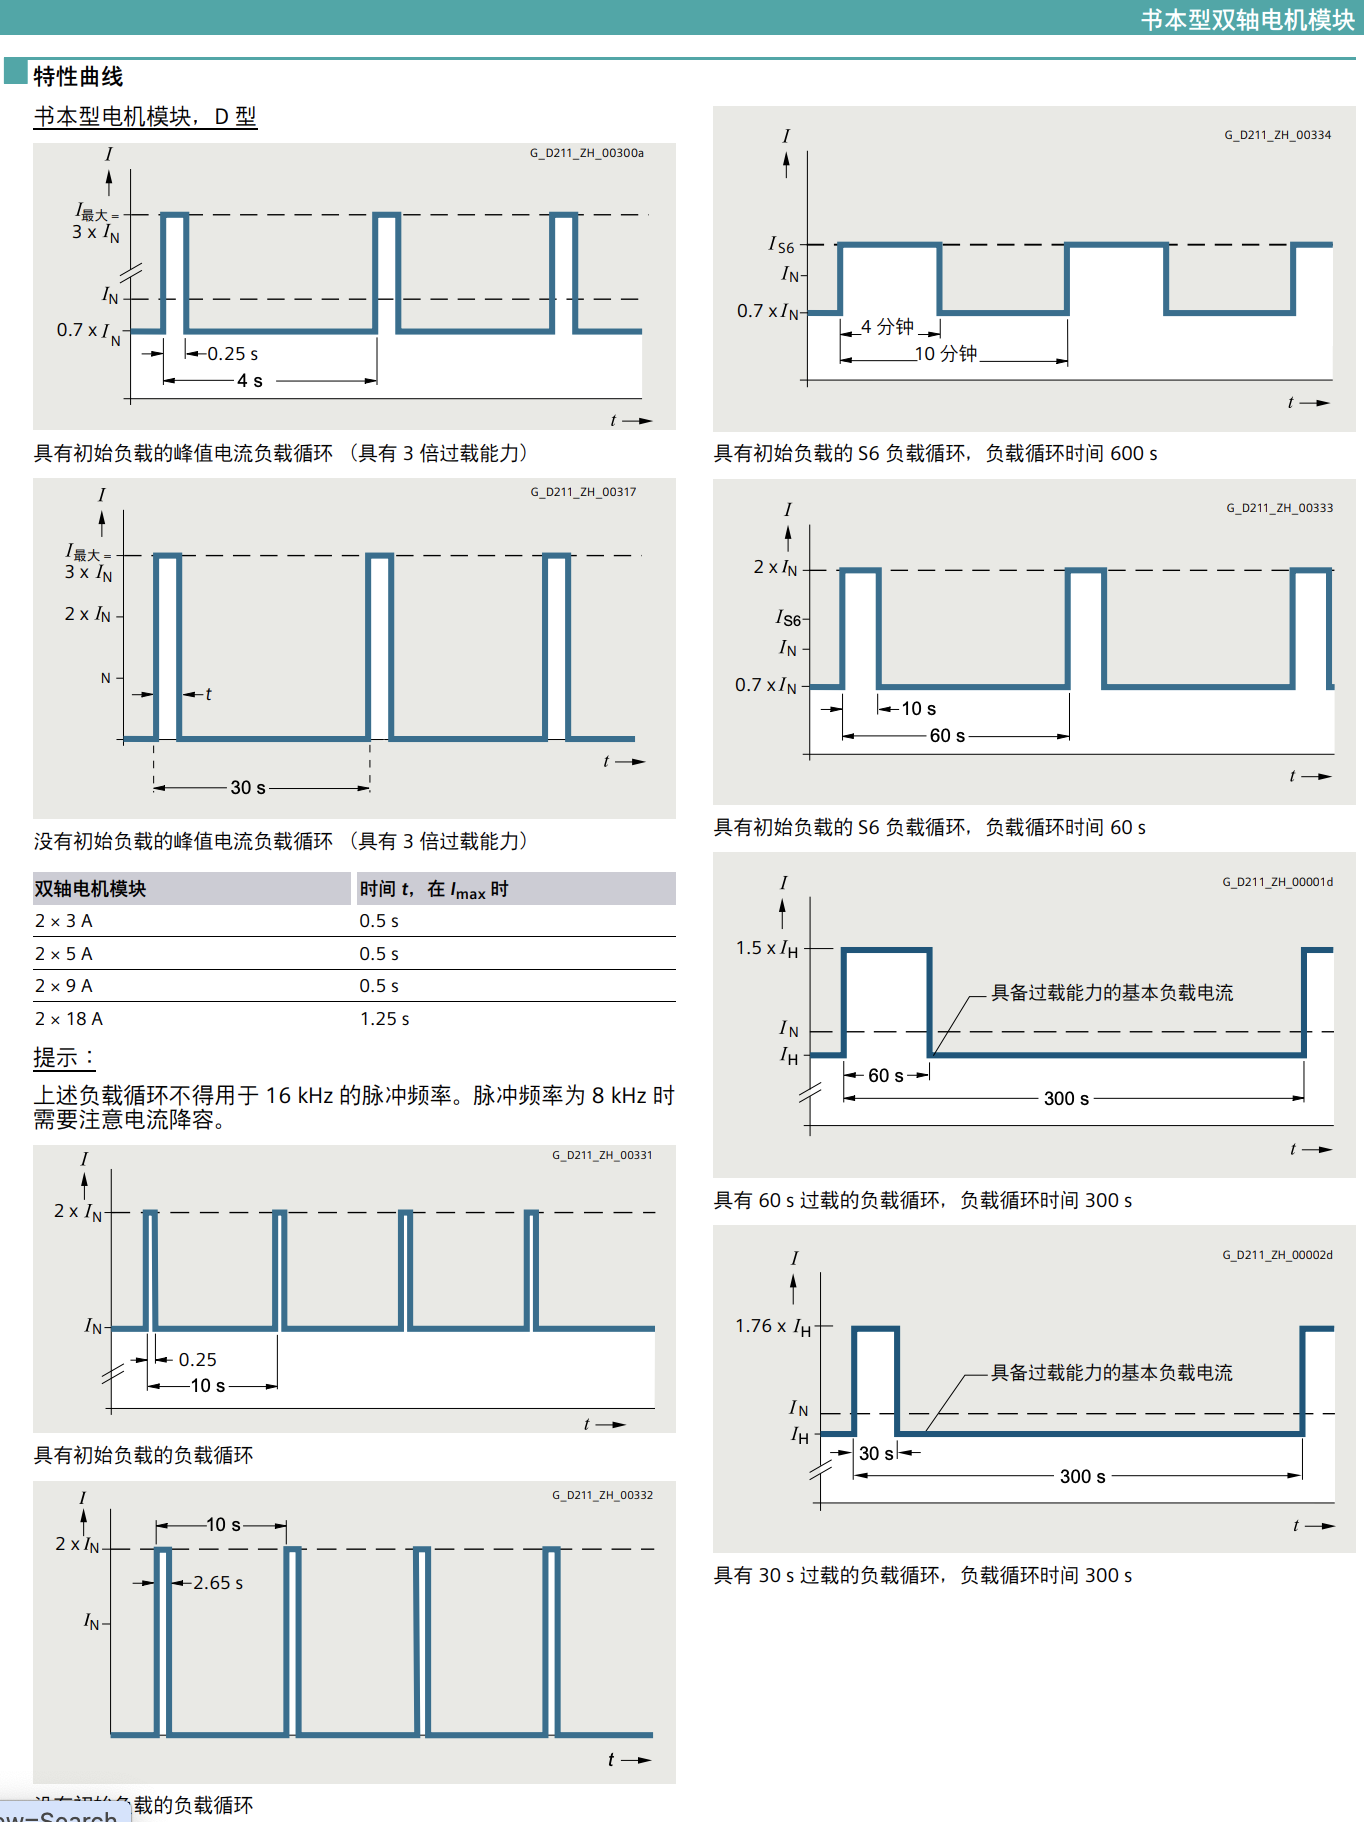 书本型双轴电机模块
特性曲线
书本型电机模块，D 型
G_D211_ZH_00300a
I
I最大 =
3 x IN
IN
0.7 x IN
0.25 s
4 s
t
具有初始负载的峰值电流负载循环 （具有 3 倍过载能力）
G_D211_ZH_00317
I
I最大 =
3 x IN
2 x IN
N
t
30 s
t
没有初始负载的峰值电流负载循环 （具有 3 倍过载能力）
双轴电机模块 时间 t，在 Imax 时
2 × 3 A 0.5 s
2 × 5 A 0.5 s
2 × 9 A 0.5 s
2 × 18 A 1.25 s
提示：
上述负载循环不得用于 16 kHz 的脉冲频率。脉冲频率为 8 kHz 时
需要注意电流降容。
G_D211_ZH_00331
I
2 x IN
IN
0.25
10 s
t
具有初始负载的负载循环
G_D211_ZH_00332
I
10 s
2 x IN
2.65 s
IN
t
载的负载循环
ow=Search
G_D211_ZH_00334
I
IS6
IN
0.7 x IN
4 分钟
10 分钟
t
具有初始负载的 S6 负载循环，负载循环时间 600 s
G_D211_ZH_00333
I
2 x IN
IS6
IN
0.7 x IN
10 s
60 s
t
具有初始负载的 S6 负载循环，负载循环时间 60 s
G_D211_ZH_00001d
I
1.5 x IH
具备过载能力的基本负载电流
IN
IH
60 s
300 s
t
具有 60 s 过载的负载循环，负载循环时间 300 s
G_D211_ZH_00002d
I
1.76 x IH
具备过载能力的基本负载电流
IN
IH
30 s
300 s
t
具有 30 s 过载的负载循环，负载循环时间 300 s